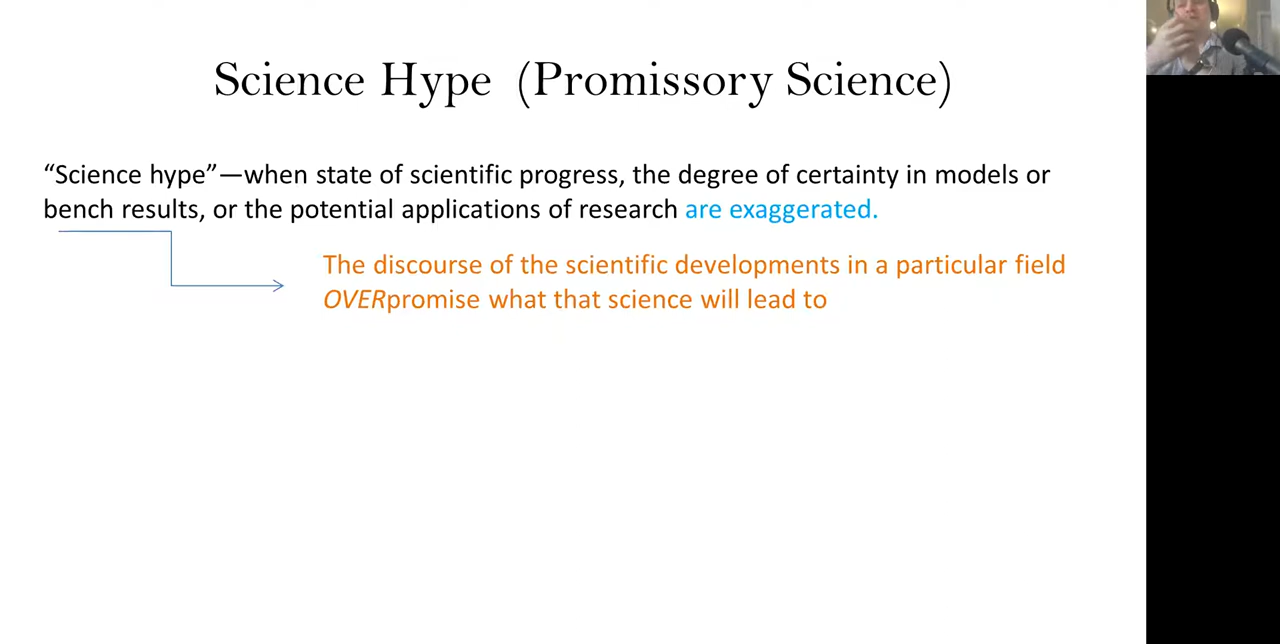 Science Hype (Promissory Science)
“Science hype”—when state of scientific progress, the degree of certainty in models or
bench results, or the potential applications of research are exaggerated.
The discourse of the scientific developments in a particular field
OVERpromise what that science will lead to